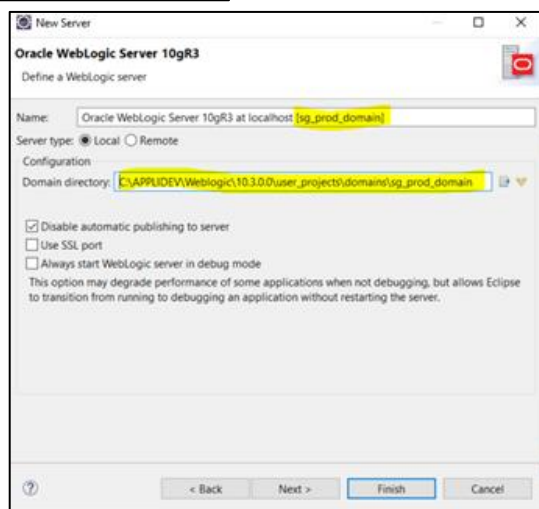 New Server
Oracle WebLogic Server 10gR3
Define a WebLogic server
Name: Oracle WebLogic Server 10gR3 at localhost [sg_prod_domain]
Server type: Local Remote
Configuration
Domain directory: C:\APPLIDEV\Weblogic\10.3.0.0\user_projects\domains\sg_prod_domain
Disable automatic publishing to server
Use SSL port
Always start WebLogic server in debug mode
This option may degrade performance of some applications when not debugging, but allows Eclipse
to transition from running to debugging an application without restarting the server.
< Back Next > Finish Cancel